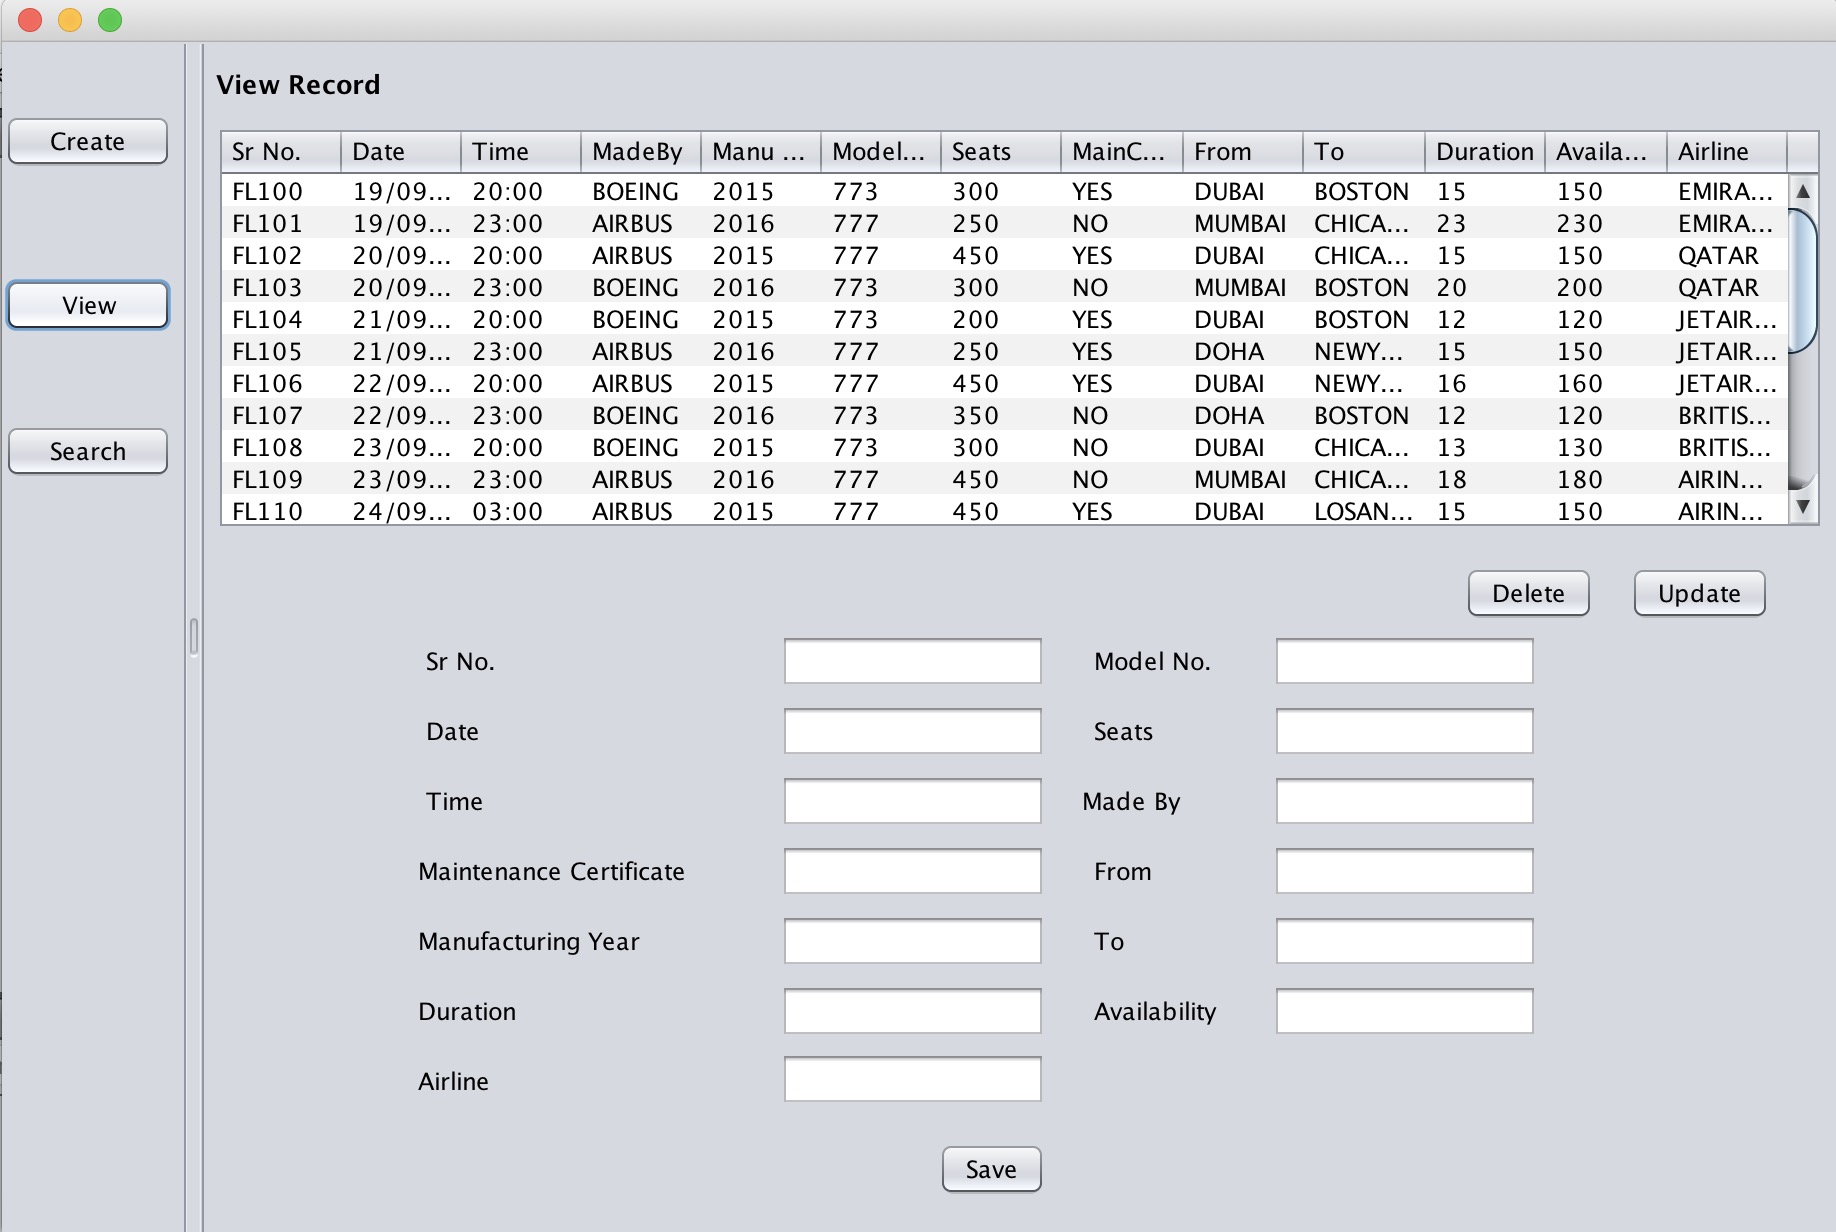 View Record
Create
View
Search
Sr No. Date Time MadeBy Manu ... Model... Seats MainC... From To Duration Availa... Airline
FL100 19/09... 20:00 BOEING 2015 773 300 YES DUBAI BOSTON 15 150 EMIRA...
FL101 19/09... 23:00 AIRBUS 2016 777 250 NO MUMBAI CHICA... 23 230 EMIRA...
FL102 20/09... 20:00 AIRBUS 2015 777 450 YES DUBAI CHICA... 15 150 QATAR
FL103 20/09... 23:00 BOEING 2016 773 300 NO MUMBAI BOSTON 20 200 QATAR
FL104 21/09... 20:00 BOEING 2015 773 200 YES DUBAI BOSTON 12 120 JETAIR...
FL105 21/09... 23:00 AIRBUS 2016 777 250 YES DOHA NEWY... 15 150 JETAIR...
FL106 22/09... 20:00 AIRBUS 2015 777 450 YES DUBAI NEWY... 16 160 JETAIR...
FL107 22/09... 23:00 BOEING 2016 773 350 NO DOHA BOSTON 12 120 BRITIS...
FL108 23/09... 20:00 BOEING 2015 773 300 NO DUBAI CHICA... 13 130 BRITIS...
FL109 23/09... 23:00 AIRBUS 2016 777 450 NO MUMBAI CHICA... 18 180 AIRIN...
FL110 24/09... 03:00 AIRBUS 2015 777 450 YES DUBAI LOSAN... 15 150 AIRIN...
Delete Update
Sr No. Model No.
Date Seats
Time Made By
Maintenance Certificate From
Manufacturing Year To
Duration Availability
Airline
Save